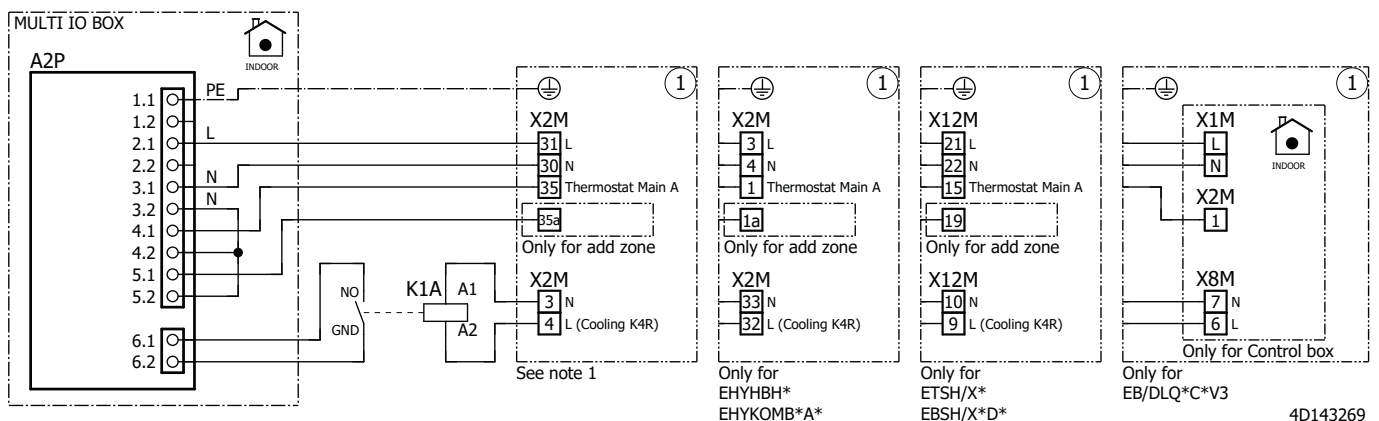 MULTI IO BOX
INDOOR
A2P
1.1
PE
1.2
2.1
L
2.2
3.1
N
3.2
N
4.1
4.2
5.1
5.2
6.1
6.2
NO
GND
K1A
A1
A2
1
X2M
31 L
30 N
35 Thermostat Main A
35a
Only for add zone
X2M
3 N
4 L (Cooling K4R)
See note 1
1
X2M
3 L
4 N
1 Thermostat Main A
1a
Only for add zone
X2M
33 N
32 L (Cooling K4R)
Only for
EHYHBH*
EHYKOMB*A*
1
X12M
21 L
22 N
15 Thermostat Main A
19
Only for add zone
X12M
10 N
9 L (Cooling K4R)
Only for
ETSH/X*
EBSH/X*D*
1
X1M
L
N
INDOOR
X2M
1
X8M
7 N
6 L
Only for Control box
Only for
EB/DLQ*C*V3
4D143269